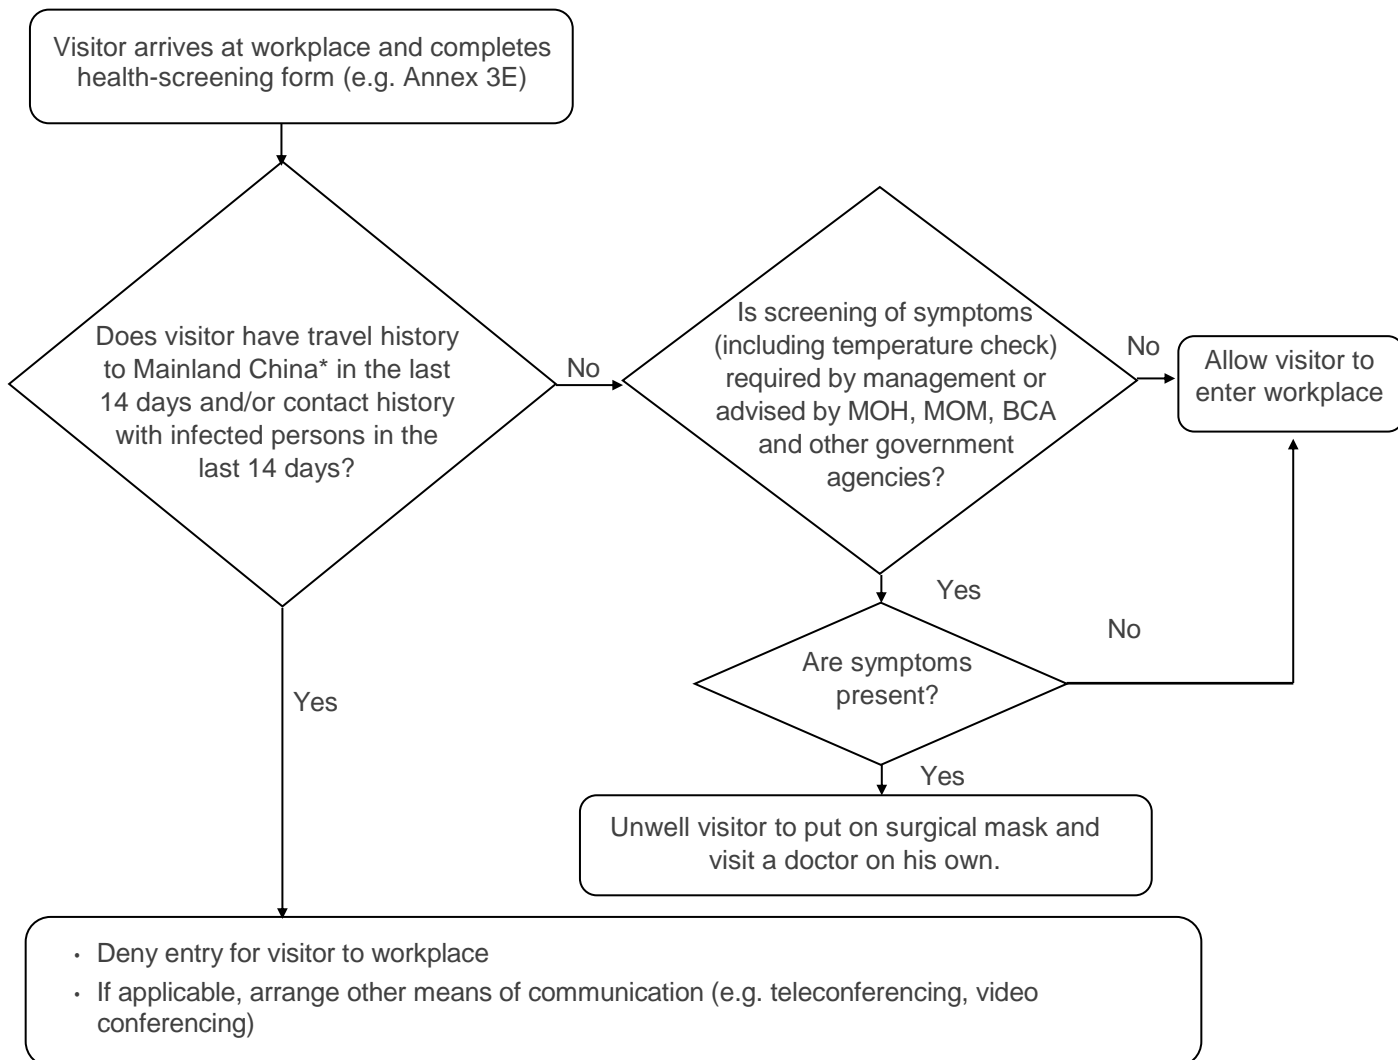 Visitor arrives at workplace and completes
health-screening form (e.g. Annex 3E)
Does visitor have travel history
to Mainland China* in the last
14 days and/or contact history
with infected persons in the
last 14 days?
No
Is screening of symptoms
(including temperature check)
required by management or
advised by MOH, MOM, BCA
and other government
agencies?
No
Allow visitor to
enter workplace
Yes
No
Are symptoms
present?
Yes
Yes
Unwell visitor to put on surgical mask and
visit a doctor on his own.
• Deny entry for visitor to workplace
• If applicable, arrange other means of communication (e.g. teleconferencing, video
conferencing)